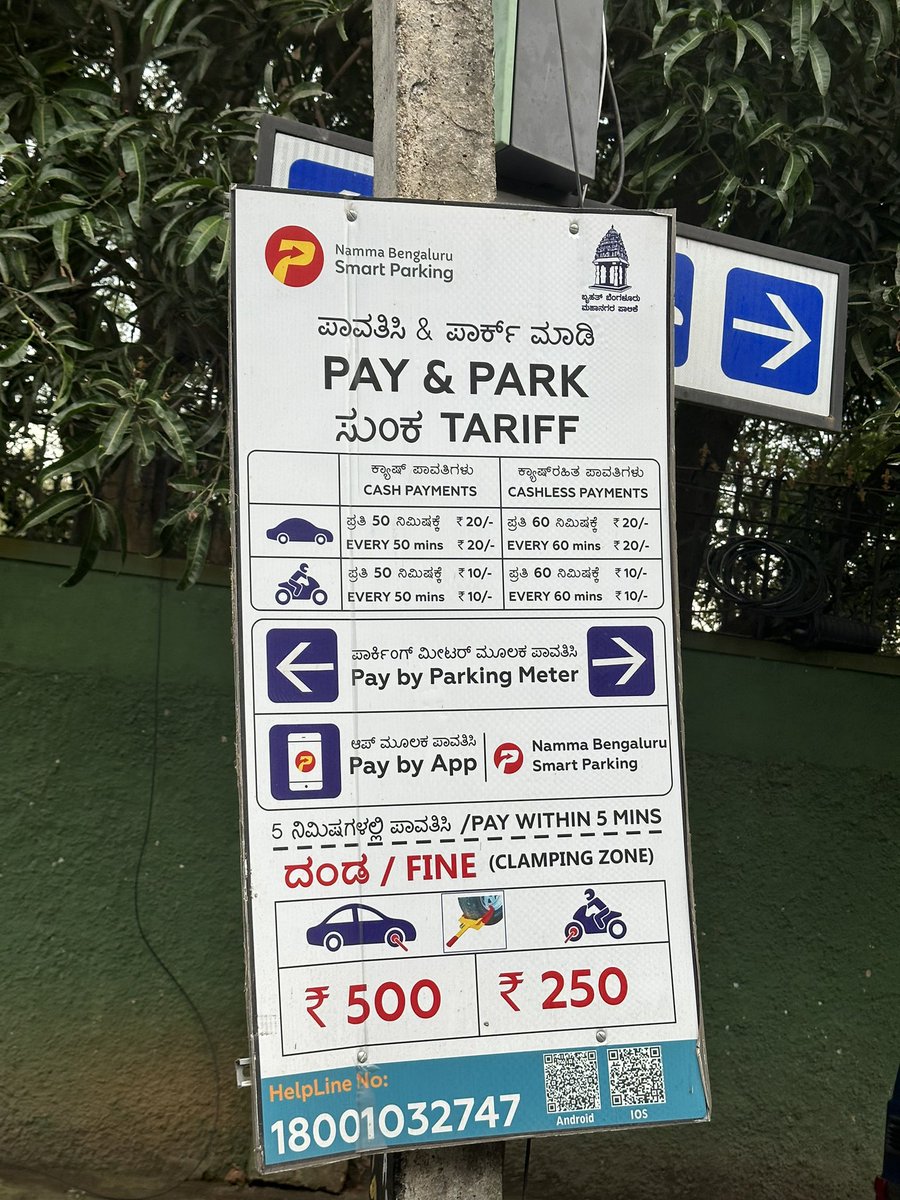 Namma Bengaluru
Smart Parking
ಬೃಹತ್ ಬೆಂಗಳೂರು
ಮಹಾನಗರ ಪಾಲಿಕೆ
ಪಾವತಿಸಿ & ಪಾರ್ಕ್ ಮಾಡಿ
PAY & PARK
ಸುಂಕ TARIFF
ಕ್ಯಾಷ್ ಪಾವತಿಗಳು
CASH PAYMENTS
ಕ್ಯಾಷ್‌ರಹಿತ ಪಾವತಿಗಳು
CASHLESS PAYMENTS
ಪ್ರತಿ 50 ನಿಮಿಷಕ್ಕೆ ₹ 20/-
EVERY 50 mins ₹ 20/-
ಪ್ರತಿ 60 ನಿಮಿಷಕ್ಕೆ ₹ 20/-
EVERY 60 mins ₹ 20/-
ಪ್ರತಿ 50 ನಿಮಿಷಕ್ಕೆ ₹ 10/-
EVERY 50 mins ₹ 10/-
ಪ್ರತಿ 60 ನಿಮಿಷಕ್ಕೆ ₹ 10/-
EVERY 60 mins ₹ 10/-
ಪಾರ್ಕಿಂಗ್ ಮೀಟರ್ ಮೂಲಕ ಪಾವತಿಸಿ
Pay by Parking Meter
ಆಪ್ ಮೂಲಕ ಪಾವತಿಸಿ
Pay by App
Namma Bengaluru
Smart Parking
5 ನಿಮಿಷಗಳಲ್ಲಿ ಪಾವತಿಸಿ /PAY WITHIN 5 MINS
ದಂಡ / FINE (CLAMPING ZONE)
₹ 500
₹ 250
HelpLine No:
18001032747
Android
IOS